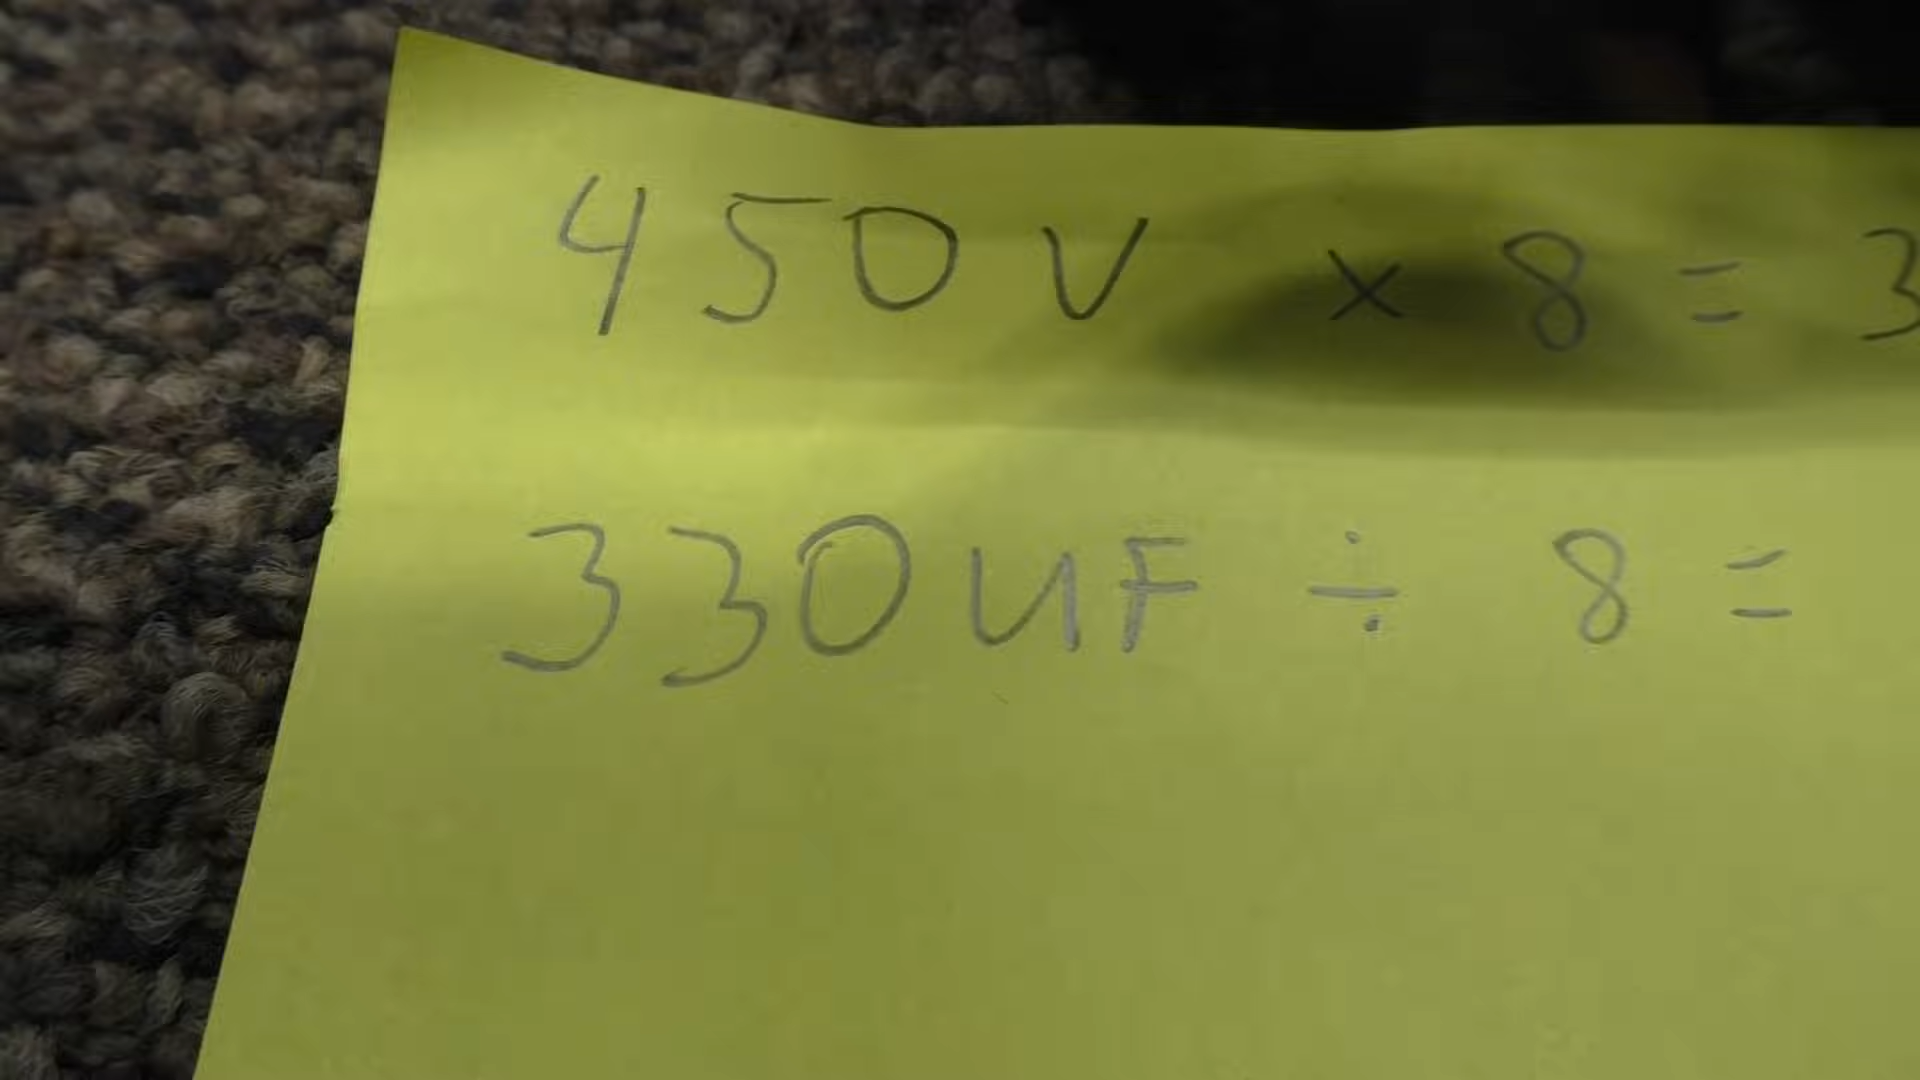 450V x 8 = 3
330uF ÷ 8 =